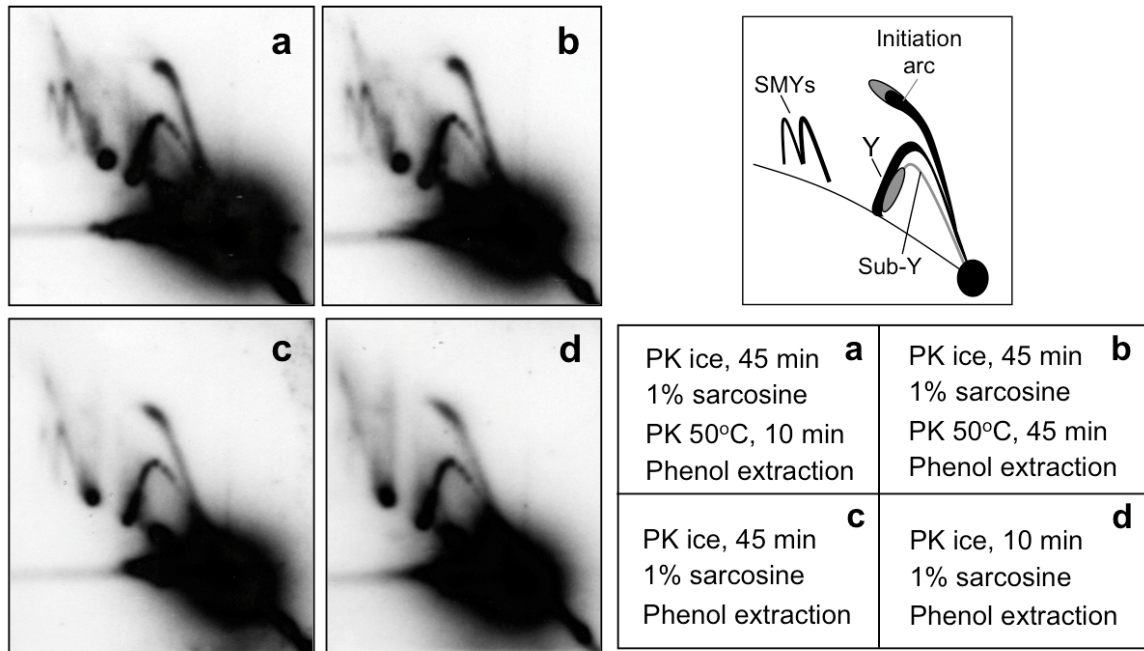 a
b
Initiation
arc
SMYs
Y
Sub-Y
c
d
a
PK ice, 45 min
1% sarcosine
PK 50°C, 10 min
Phenol extraction
b
PK ice, 45 min
1% sarcosine
PK 50°C, 45 min
Phenol extraction
c
PK ice, 45 min
1% sarcosine
Phenol extraction
d
PK ice, 10 min
1% sarcosine
Phenol extraction